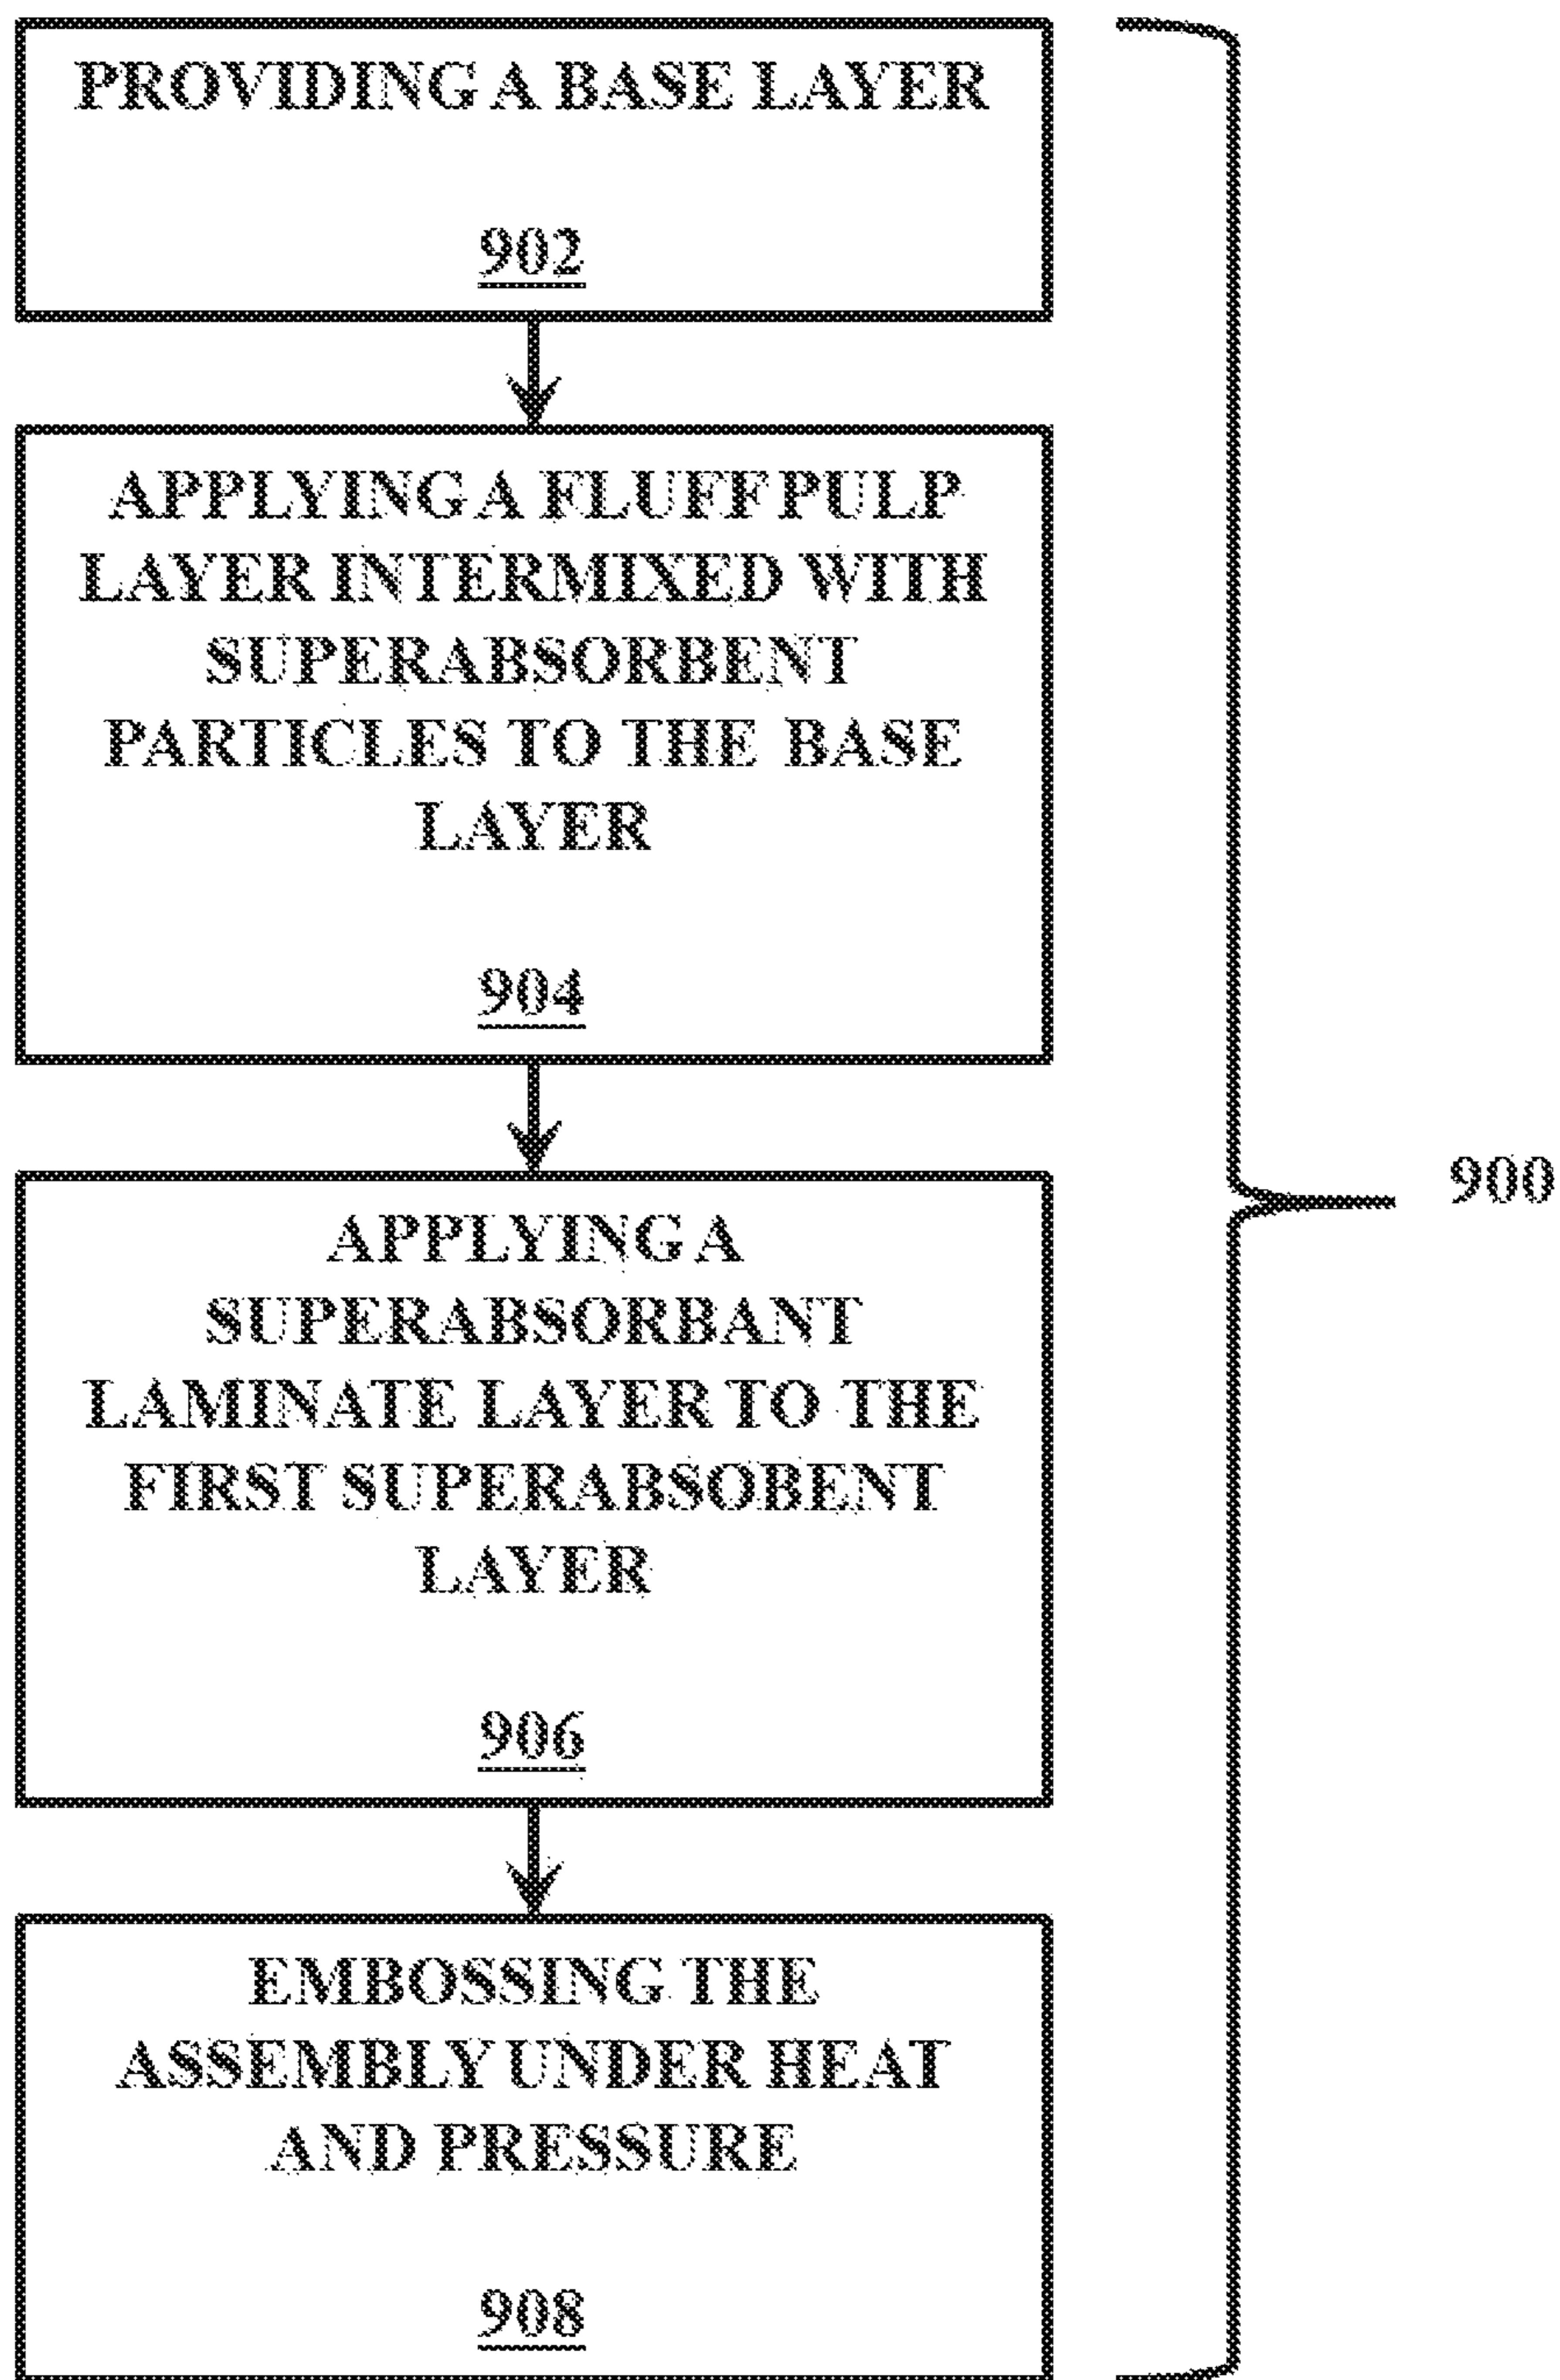 PROVIDING A BASE LAYER
902
APPLYING A FLUFF PULP
LAYER INTERMIXED WITH
SUPERABSORBENT
PARTICLES TO THE BASE
LAYER
904
APPLYING A
SUPERABSORBANT
LAMINATE LAYER TO THE
FIRST SUPERABSOBENT
LAYER
906
EMBOSSING THE
ASSEMBLY UNDER HEAT
AND PRESSURE
908
900